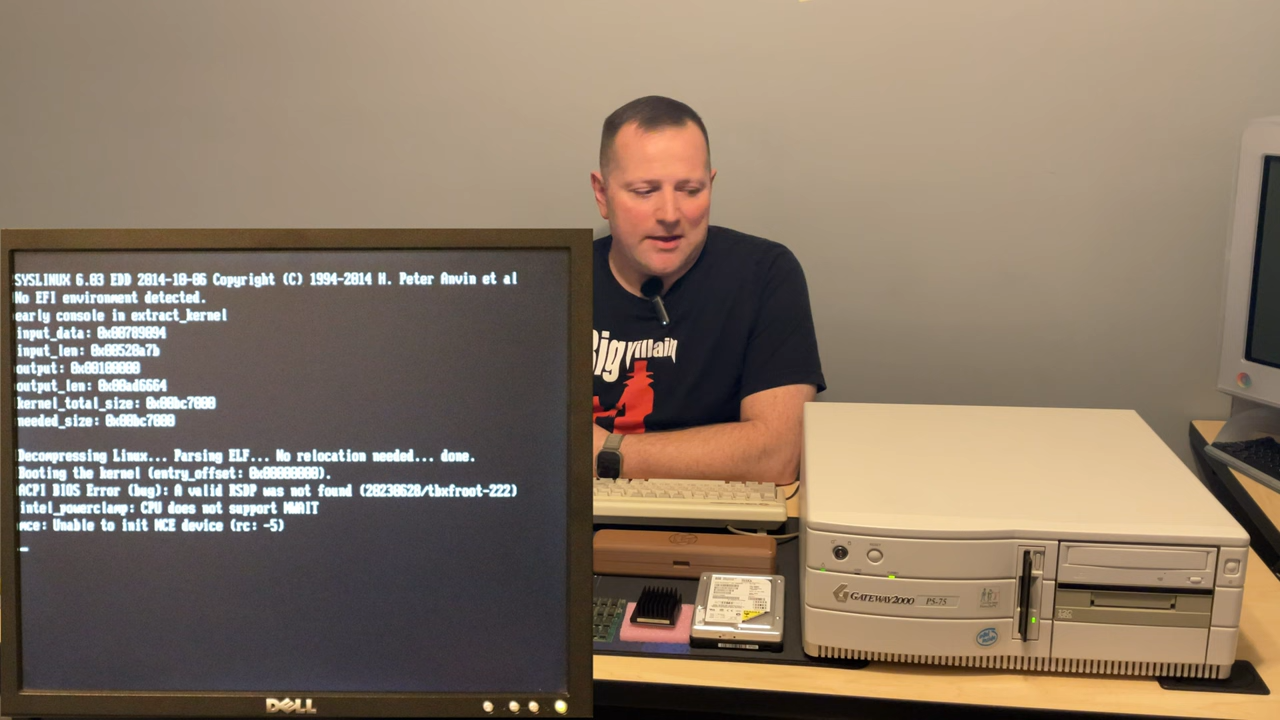 SYSLINUX 6.03 EDD 2014-10-06 Copyright (C) 1994-2014 H. Peter Anvin et al
No EFI environment detected.
early console in extract_kernel
input_data: 0x00789094
input_len: 0x00520a7b
output: 0x00100000
output_len: 0x00ad6664
kernel_total_size: 0x00bc7000
needed_size: 0x00bc7000
Decompressing Linux... Parsing ELF... No relocation needed... done.
Booting the kernel (entry_offset: 0x00000000).
ACPI BIOS Error (bug): A valid RSDP was not found (20230628/tbxfroot-222)
intel_powerclamp: CPU does not support MWAIT
mce: Unable to init MCE device (rc: -5)
DELL
Big Villain
GATEWAY2000 P5-75